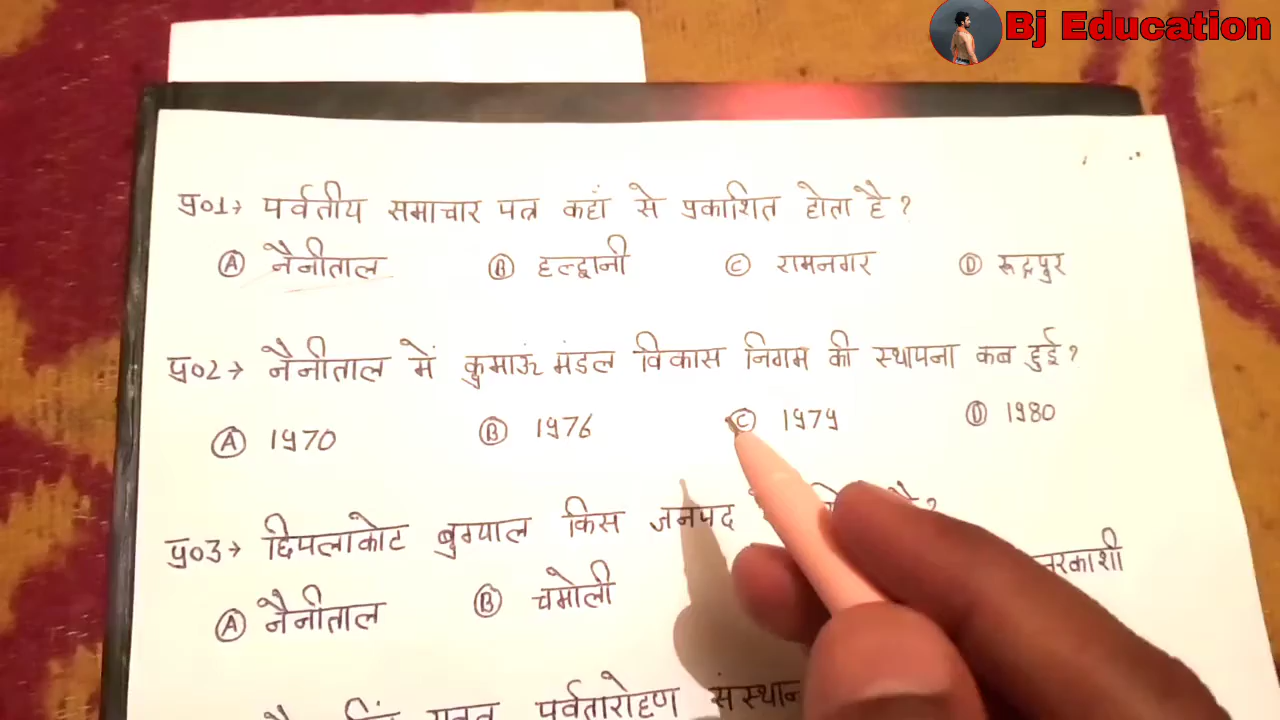 Bj Education
प्र01→ पर्वतीय समाचार पत्र कहां से प्रकाशित होता है ?
Ⓐ नैनीताल Ⓑ हल्द्वानी Ⓒ रामनगर Ⓓ रूद्रपुर
प्र02→ नैनीताल में कुमाऊं मंडल विकास निगम की स्थापना कब हुई ?
Ⓐ 1970 Ⓑ 1976 Ⓒ 1979 Ⓓ 1980
प्र03→ छिपलाकोट बुग्याल किस जनपद ?
Ⓐ नैनीताल Ⓑ चमोली
पर्वतारोहण संस्थान